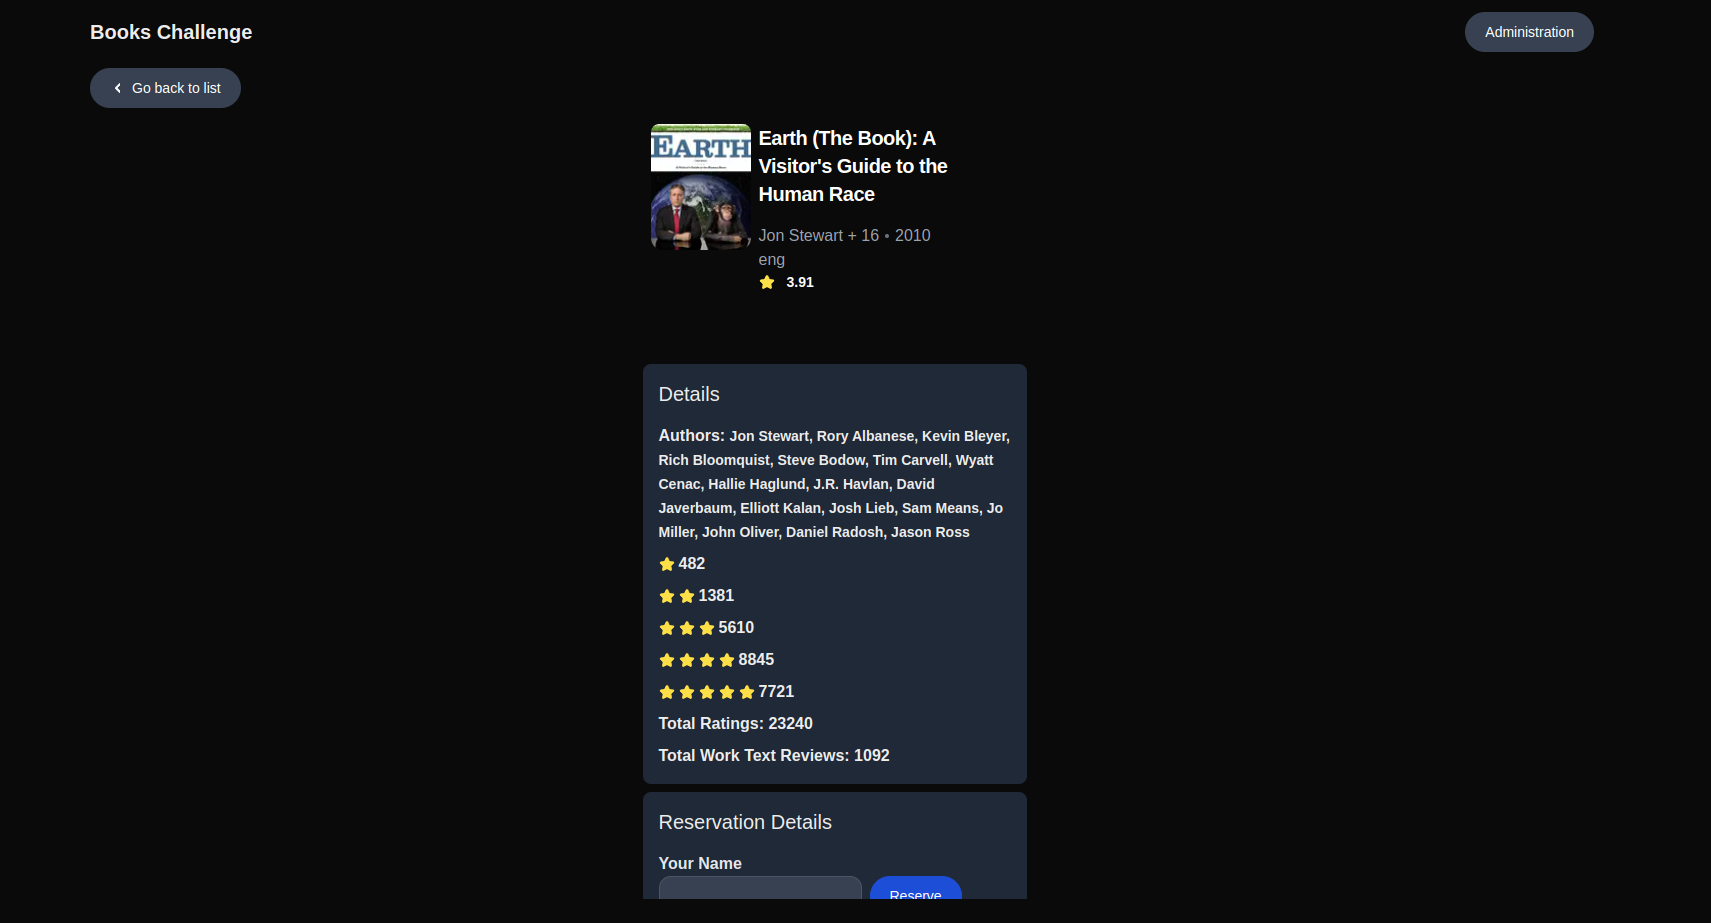 Books Challenge
Administration
Go back to list
EARTH
Earth (The Book): A
Visitor's Guide to the
Human Race
Jon Stewart + 16 • 2010
eng
3.91
Details
Authors: Jon Stewart, Rory Albanese, Kevin Bleyer,
Rich Bloomquist, Steve Bodow, Tim Carvell, Wyatt
Cenac, Hallie Haglund, J.R. Havlan, David
Javerbaum, Elliott Kalan, Josh Lieb, Sam Means, Jo
Miller, John Oliver, Daniel Radosh, Jason Ross
482
1381
5610
8845
7721
Total Ratings: 23240
Total Work Text Reviews: 1092
Reservation Details
Your Name
Reserve